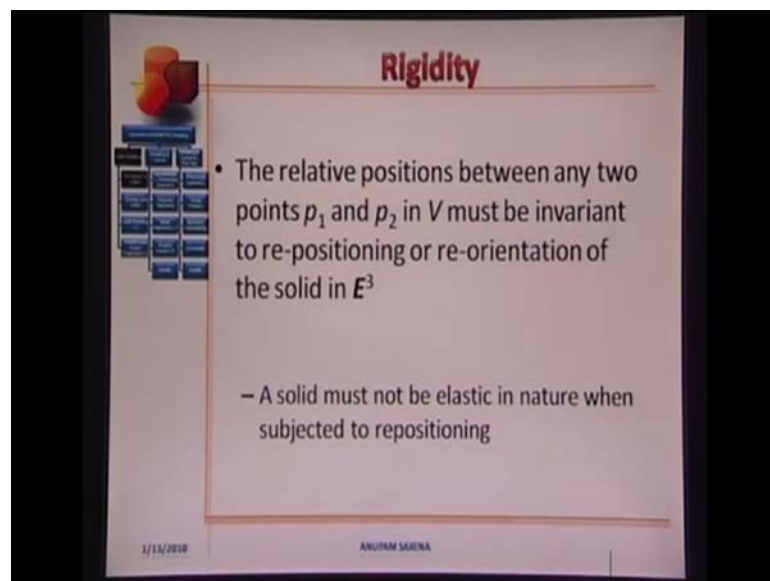 Rigidity
• The relative positions between any two
points p₁ and p₂ in V must be invariant
to re-positioning or re-orientation of
the solid in E³
– A solid must not be elastic in nature when
subjected to repositioning
1/13/2010
ANUPAM SAXENA